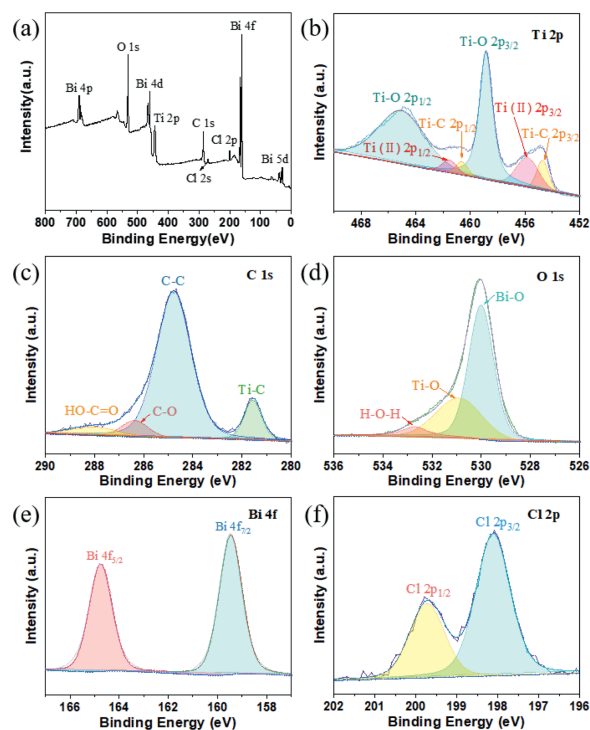 (a)
Bi 4f
O 1s
Bi 4p
Bi 4d
Ti 2p
C 1s
Cl 2p
Cl 2s
Bi 5d
Intensity(a.u.)
800 700 600 500 400 300 200 100 0
Binding Energy(eV)
(b)
Ti 2p
Ti-O 2p3/2
Ti-O 2p1/2
Ti-C 2p1/2
Ti (II) 2p3/2
Ti (II) 2p1/2
Ti-C 2p3/2
Intensity (a.u.)
468 464 460 456 452
Binding Energy (eV)
(c)
C 1s
C-C
HO-C=O
C-O
Ti-C
Intensity (a.u.)
290 288 286 284 282 280
Binding Energy (eV)
(d)
O 1s
Bi-O
Ti-O
H-O-H
Intensity (a.u.)
536 534 532 530 528 526
Binding Energy (eV)
(e)
Bi 4f
Bi 4f7/2
Bi 4f5/2
Intensity (a.u.)
166 164 162 160 158
Binding Energy (eV)
(f)
Cl 2p
Cl 2p3/2
Cl 2p1/2
Intensity (a.u.)
202 201 200 199 198 197 196
Binding Energy (eV)